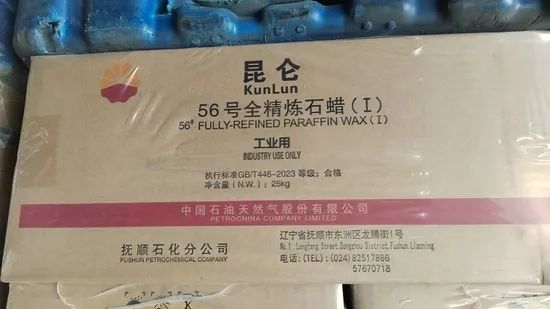 昆仑
KunLun
56号全精炼石蜡(I)
56# FULLY-REFINED PARAFFIN WAX(I)
工业用
INDUSTRY USE ONLY
执行标准GB/T446-2023 等级:合格
净含量(N.W.):25kg
中国石油天然气股份有限公司
PETROCHINA COMPANY LIMITED
抚顺石化分公司
FUSHUN PETROCHEMICAL COMPANY
辽宁省抚顺市东洲区龙腾街1号
No.1 Longteng Street.Dongzhou District.Fushun.Liaoning
电话:(TEL):(024)82517886
57670718